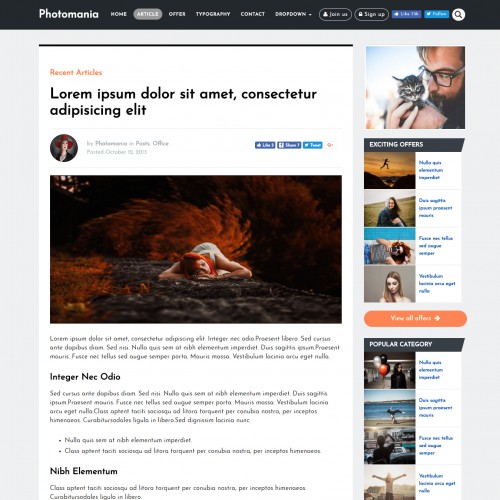 Photomania HOME ARTICLE OFFER TYPOGRAPHY CONTACT DROPDOWN Join us Sign up Like 716 Follow
Recent Articles
Lorem ipsum dolor sit amet, consectetur
adipisicing elit
by Photomania in Posts, Office
Posted October 12, 2013
Like 5 Share 7 Tweet G+
Lorem ipsum dolor sit amet, consectetur adipiscing elit. Integer nec odio.Praesent libero. Sed cursus
ante dapibus diam. Sed nisi. Nulla quis sem at nibh elementum imperdiet. Duis sagittis ipsum.Praesent
mauris. Fusce nec tellus sed augue semper porta. Mauris massa. Vestibulum lacinia arcu eget nulla.
Integer Nec Odio
Sed cursus ante dapibus diam. Sed nisi. Nulla quis sem at nibh elementum imperdiet. Duis sagittis
ipsum.Praesent mauris. Fusce nec tellus sed augue semper porta. Mauris massa. Vestibulum lacinia
arcu eget nulla.Class aptent taciti sociosqu ad litora torquent per conubia nostra, per inceptos
himenaeos. Curabitursodales ligula in libero.Sed dignissim lacinia nunc.
Nulla quis sem at nibh elementum imperdiet.
Class aptent taciti sociosqu ad litora torquent per conubia nostra, per inceptos himenaeos.
Nibh Elementum
Class aptent taciti sociosqu ad litora torquent per conubia nostra, per inceptos himenaeos.
Curabitursodales ligula in libero.
EXCITING OFFERS
Nulla quis
elementum
imperdiet
Duis sagittis
ipsum praesent
mauris
Fusce nec tellus
sed augue
semper
Vestibulum
lacinia arcu eget
nulla
View all offers
POPULAR CATEGORY
Nulla quis
elementum
imperdiet
Duis sagittis
ipsum praesent
mauris
Fusce nec tellus
sed augue
semper
Vestibulum
lacinia arcu eget
nulla